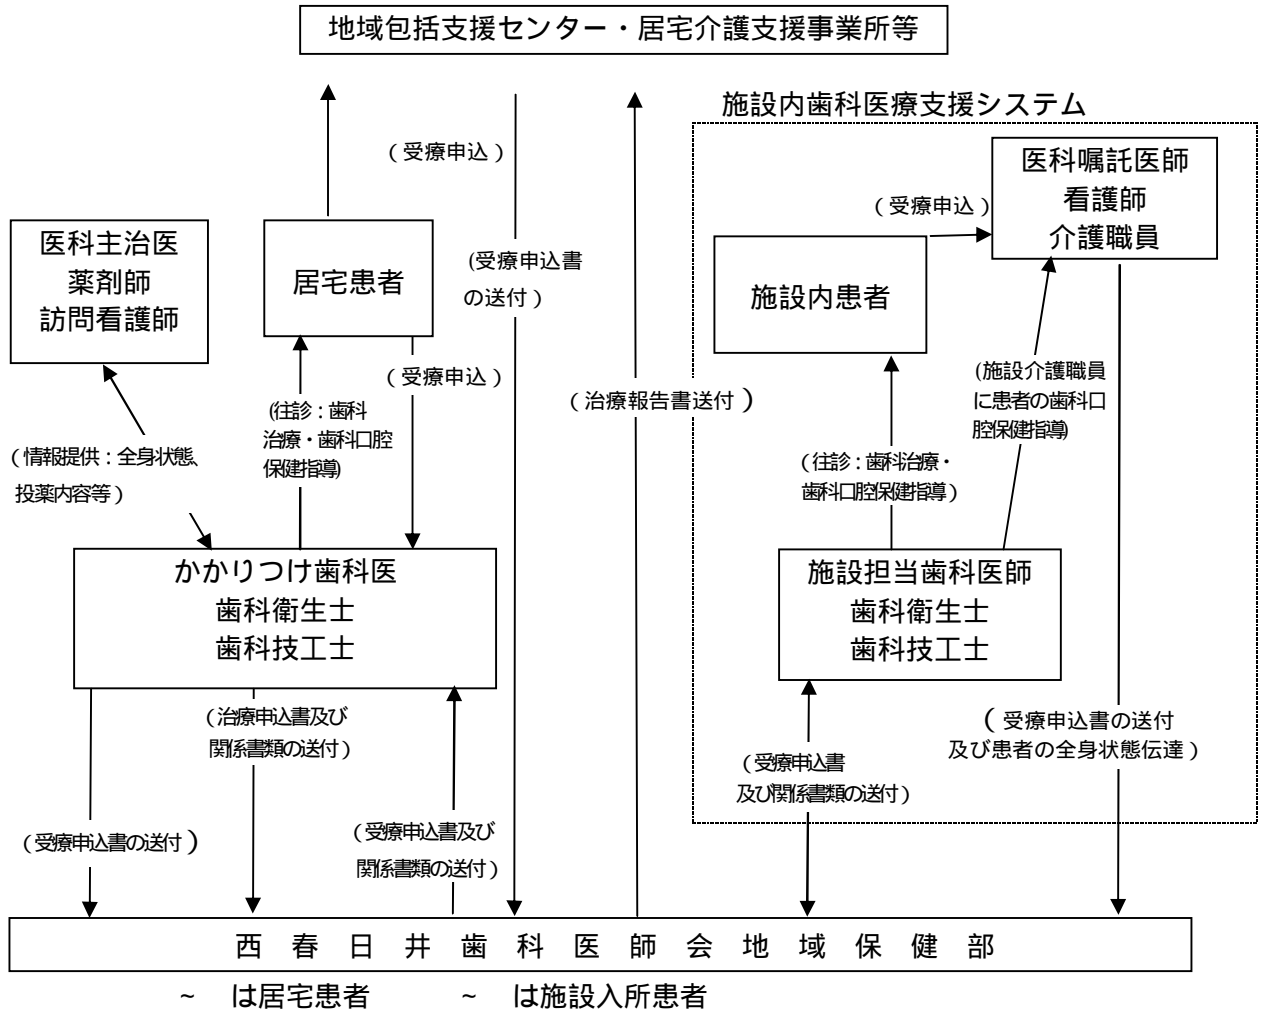 地域包括支援センター・居宅介護支援事業所等
施設内歯科医療支援システム
(受療申込)
医科嘱託医師
看護師
介護職員
(受療申込)
医科主治医
薬剤師
訪問看護師
居宅患者
(受療申込書
の送付)
施設内患者
(受療申込)
(往診:歯科
治療・歯科口腔
保健指導)
(治療報告書送付)
(施設介護職員
に患者の歯科口
腔保健指導)
(情報提供:全身状態、
投薬内容等)
(往診:歯科治療・
歯科口腔保健指導)
かかりつけ歯科医
歯科衛生士
歯科技工士
施設担当歯科医師
歯科衛生士
歯科技工士
(治療申込書及び
関係書類の送付)
(受療申込書の送付
及び患者の全身状態伝達)
(受療申込書
及び関係書類の送付)
(受療申込書の送付)
(受療申込書及び
関係書類の送付)
西春日井歯科医師会地域保健部
~ は居宅患者 ~ は施設入所患者